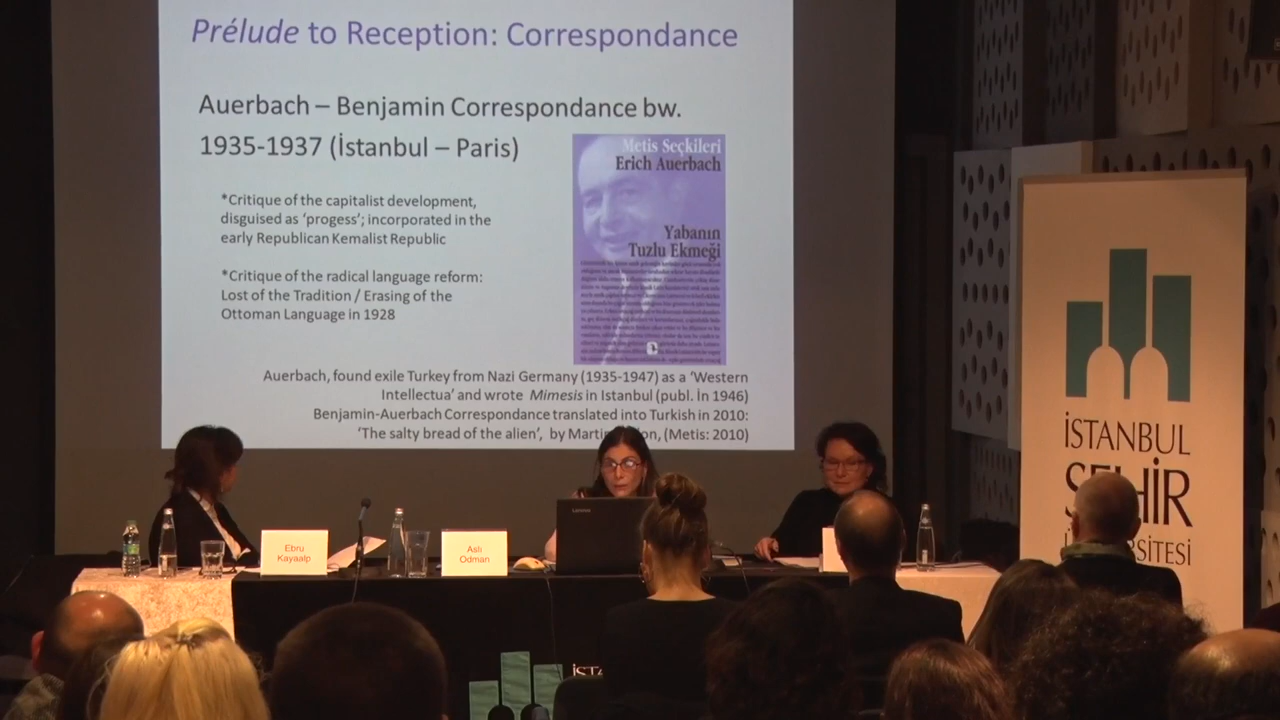 Prélude to Reception: Correspondance
Auerbach – Benjamin Correspondance bw.
1935-1937 (İstanbul – Paris)
*Critique of the capitalist development,
disguised as 'progess'; incorporated in the
early Republican Kemalist Republic
*Critique of the radical language reform:
Lost of the Tradition / Erasing of the
Ottoman Language in 1928
Metis Seçkileri
Erich Auerbach
Yabanın
Tuzlu Ekmeği
Auerbach, found exile Turkey from Nazi Germany (1935-1947) as a 'Western
Intellectua' and wrote Mimesis in Istanbul (publ. İn 1946)
Benjamin-Auerbach Correspondance translated into Turkish in 2010:
'The salty bread of the alien', by Martin (Metis: 2010)
Ebru
Kayaalp
Aslı
Odman
Lenovo
İSTANBUL